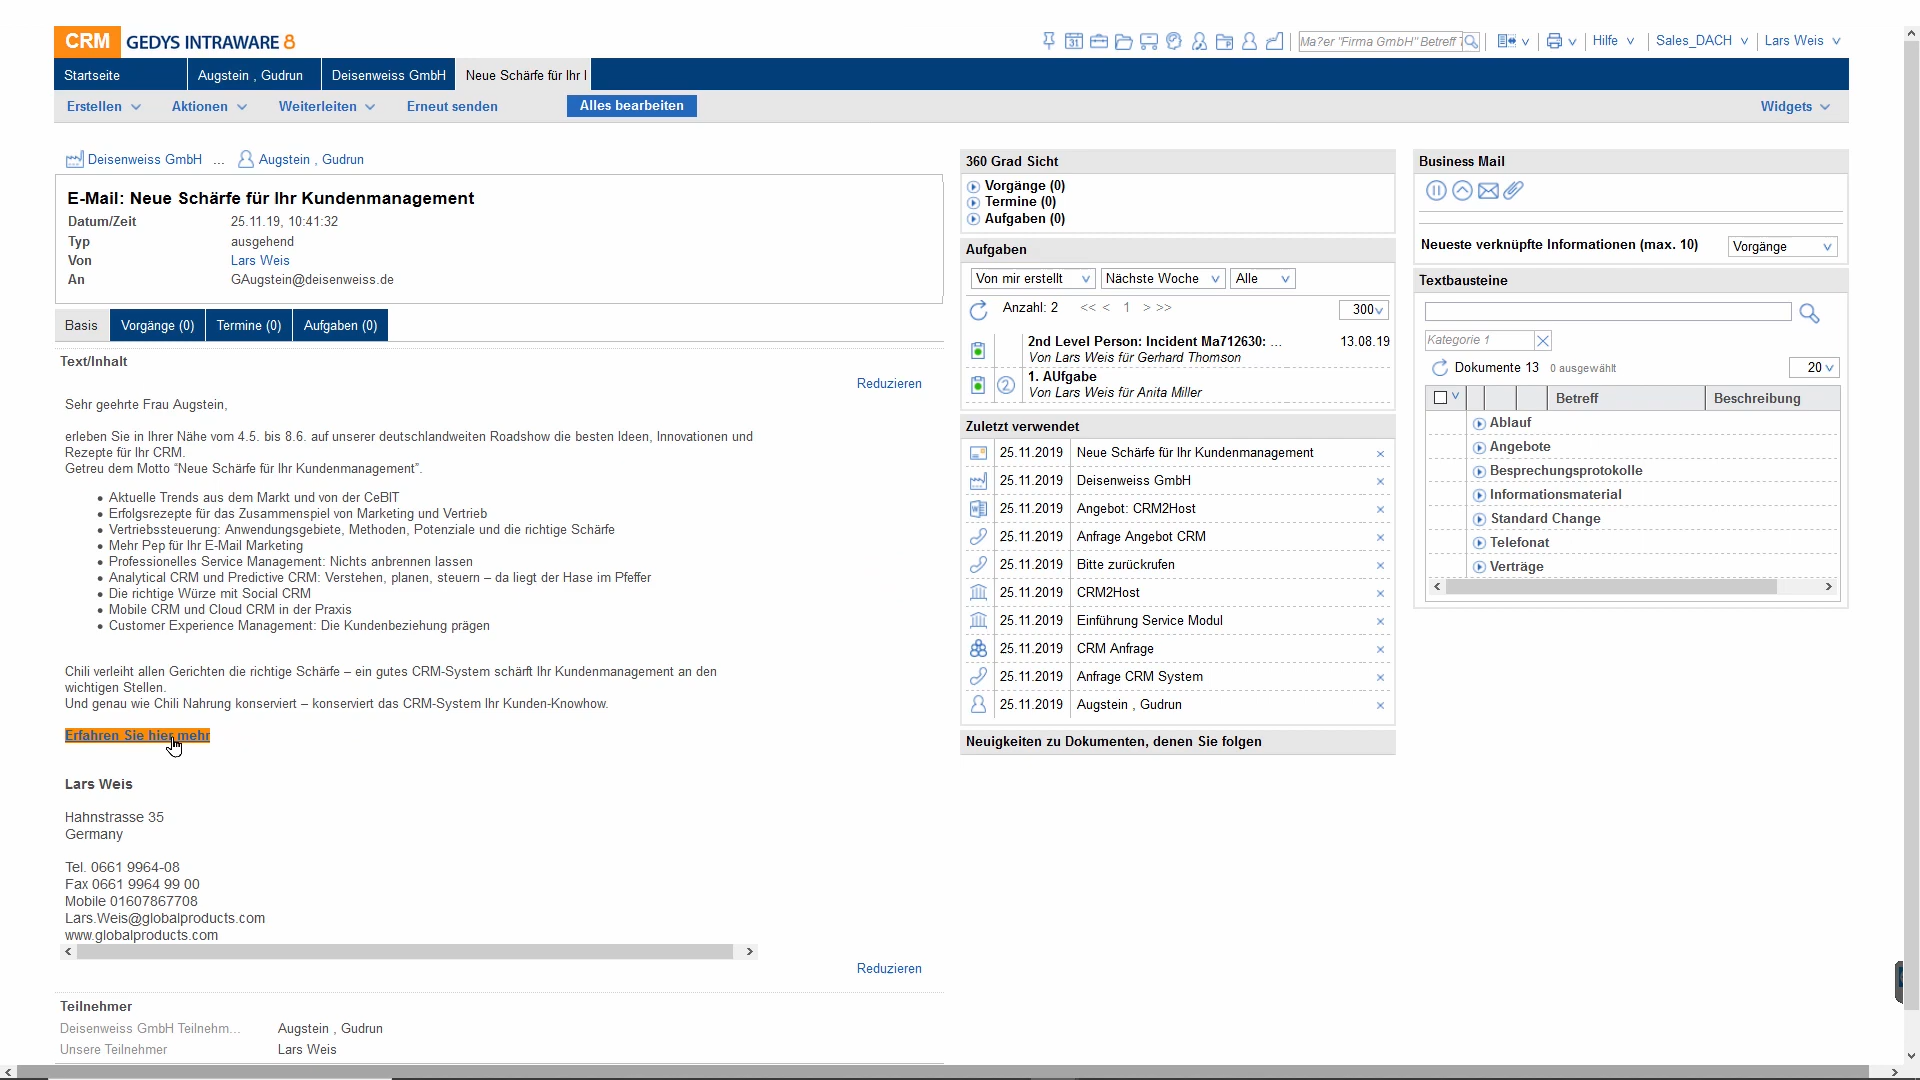 CRM GEDYS INTRAWARE 8
31
Ma?er "Firma GmbH" Betreff
Hilfe
Sales_DACH
Lars Weis
Startseite
Augstein , Gudrun
Deisenweiss GmbH
Neue Schärfe für Ihr I
Erstellen
Aktionen
Weiterleiten
Erneut senden
Alles bearbeiten
Widgets
Deisenweiss GmbH ... Augstein , Gudrun
E-Mail: Neue Schärfe für Ihr Kundenmanagement
Datum/Zeit 25.11.19, 10:41:32
Typ ausgehend
Von Lars Weis
An GAugstein@deisenweiss.de
Basis
Vorgänge (0)
Termine (0)
Aufgaben (0)
Text/Inhalt
Reduzieren
Sehr geehrte Frau Augstein,
erleben Sie in Ihrer Nähe vom 4.5. bis 8.6. auf unserer deutschlandweiten Roadshow die besten Ideen, Innovationen und
Rezepte für Ihr CRM.
Getreu dem Motto “Neue Schärfe für Ihr Kundenmanagement”.
• Aktuelle Trends aus dem Markt und von der CeBIT
• Erfolgsrezepte für das Zusammenspiel von Marketing und Vertrieb
• Vertriebssteuerung: Anwendungsgebiete, Methoden, Potenziale und die richtige Schärfe
• Mehr Pep für Ihr E-Mail Marketing
• Professionelles Service Management: Nichts anbrennen lassen
• Analytical CRM und Predictive CRM: Verstehen, planen, steuern – da liegt der Hase im Pfeffer
• Die richtige Würze mit Social CRM
• Mobile CRM und Cloud CRM in der Praxis
• Customer Experience Management: Die Kundenbeziehung prägen
Chili verleiht allen Gerichten die richtige Schärfe – ein gutes CRM-System schärft Ihr Kundenmanagement an den
wichtigen Stellen.
Und genau wie Chili Nahrung konserviert – konserviert das CRM-System Ihr Kunden-Knowhow.
Erfahren Sie hier mehr
Lars Weis
Hahnstrasse 35
Germany
Tel. 0661 9964-08
Fax 0661 9964 99 00
Mobile 01607867708
Lars.Weis@globalproducts.com
www.globalproducts.com
Reduzieren
Teilnehmer
Deisenweiss GmbH Teilnehm... Augstein , Gudrun
Unsere Teilnehmer Lars Weis
360 Grad Sicht
Vorgänge (0)
Termine (0)
Aufgaben (0)
Aufgaben
Von mir erstellt
Nächste Woche
Alle
Anzahl: 2 << < 1 > >>
300
2nd Level Person: Incident Ma712630: ... 13.08.19
Von Lars Weis für Gerhard Thomson
2 1. AUfgabe
Von Lars Weis für Anita Miller
Zuletzt verwendet
25.11.2019 Neue Schärfe für Ihr Kundenmanagement ×
25.11.2019 Deisenweiss GmbH ×
25.11.2019 Angebot: CRM2Host ×
25.11.2019 Anfrage Angebot CRM ×
25.11.2019 Bitte zurückrufen ×
25.11.2019 CRM2Host ×
25.11.2019 Einführung Service Modul ×
25.11.2019 CRM Anfrage ×
25.11.2019 Anfrage CRM System ×
25.11.2019 Augstein , Gudrun ×
Neuigkeiten zu Dokumenten, denen Sie folgen
Business Mail
Neueste verknüpfte Informationen (max. 10)
Vorgänge
Textbausteine
Kategorie 1
Dokumente 13 0 ausgewählt
20
Betreff
Beschreibung
Ablauf
Angebote
Besprechungsprotokolle
Informationsmaterial
Standard Change
Telefonat
Verträge